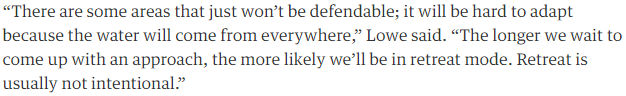 “There are some areas that just won’t be defendable; it will be hard to adapt
because the water will come from everywhere,” Lowe said. “The longer we wait to
come up with an approach, the more likely we’ll be in retreat mode. Retreat is
usually not intentional.”